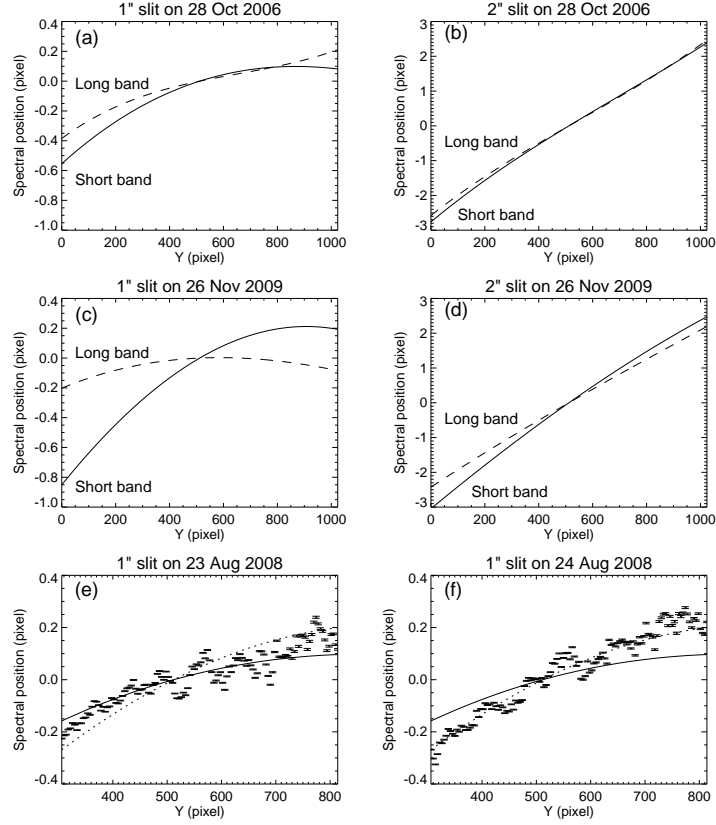 1" slit on 28 Oct 2006
(a)
Spectral position (pixel)
0.4
0.2
0.0
-0.2
-0.4
-0.6
-0.8
-1.0
Long band
Short band
0 200 400 600 800 1000
Y (pixel)
2" slit on 28 Oct 2006
(b)
Spectral position (pixel)
3
2
1
0
-1
-2
-3
Long band
Short band
0 200 400 600 800 1000
Y (pixel)
1" slit on 26 Nov 2009
(c)
Spectral position (pixel)
0.4
0.2
0.0
-0.2
-0.4
-0.6
-0.8
-1.0
Long band
Short band
0 200 400 600 800 1000
Y (pixel)
2" slit on 26 Nov 2009
(d)
Spectral position (pixel)
3
2
1
0
-1
-2
-3
Long band
Short band
0 200 400 600 800 1000
Y (pixel)
1" slit on 23 Aug 2008
(e)
Spectral position (pixel)
0.4
0.2
0.0
-0.2
-0.4
400 500 600 700 800
Y (pixel)
1" slit on 24 Aug 2008
(f)
Spectral position (pixel)
0.4
0.2
0.0
-0.2
-0.4
400 500 600 700 800
Y (pixel)